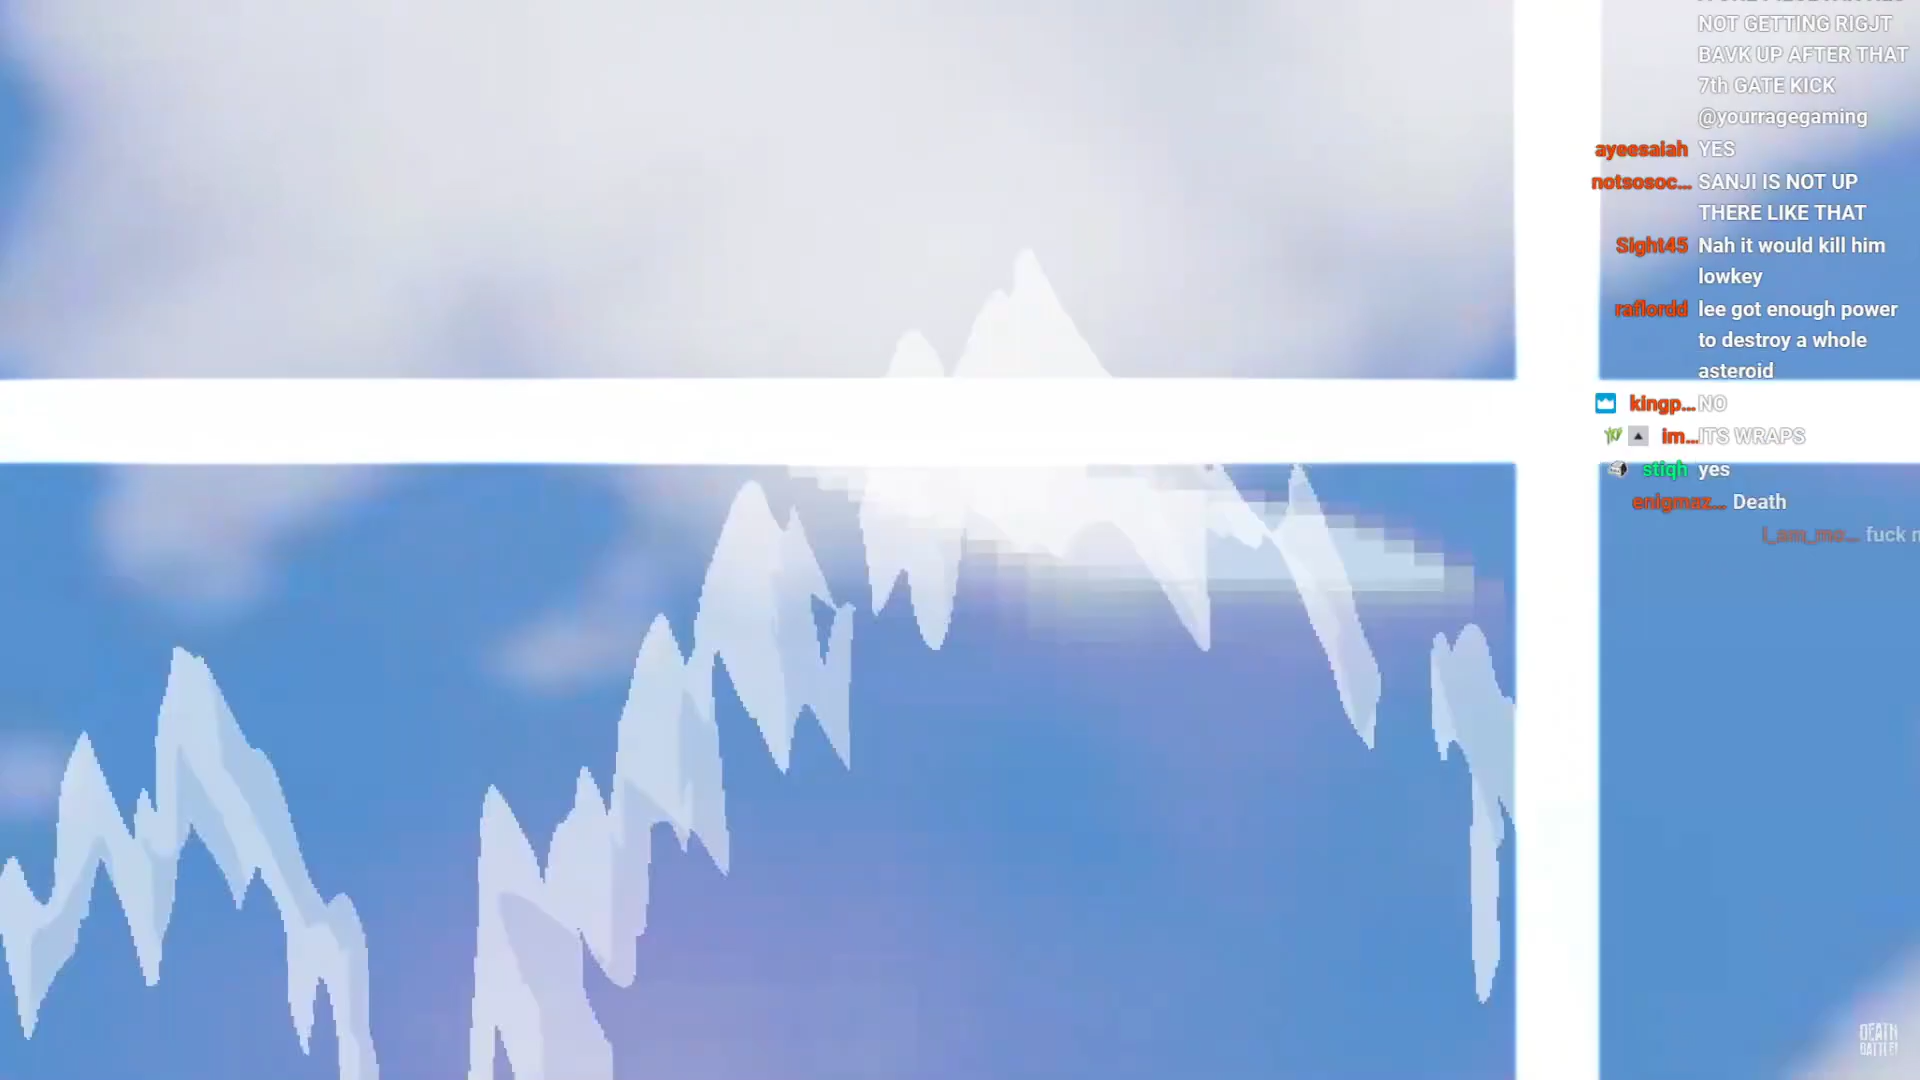 NOT GETTING RIGJT
BAVK UP AFTER THAT
7th GATE KICK
@yourragegaming
ayeesaiah YES
notsosoc... SANJI IS NOT UP
THERE LIKE THAT
Sight45 Nah it would kill him
lowkey
raflordd lee got enough power
to destroy a whole
asteroid
kingp... NO
im... ITS WRAPS
stiqh yes
enigmaz... Death
i_am_mo... fuck
DEATH
BATTLE!